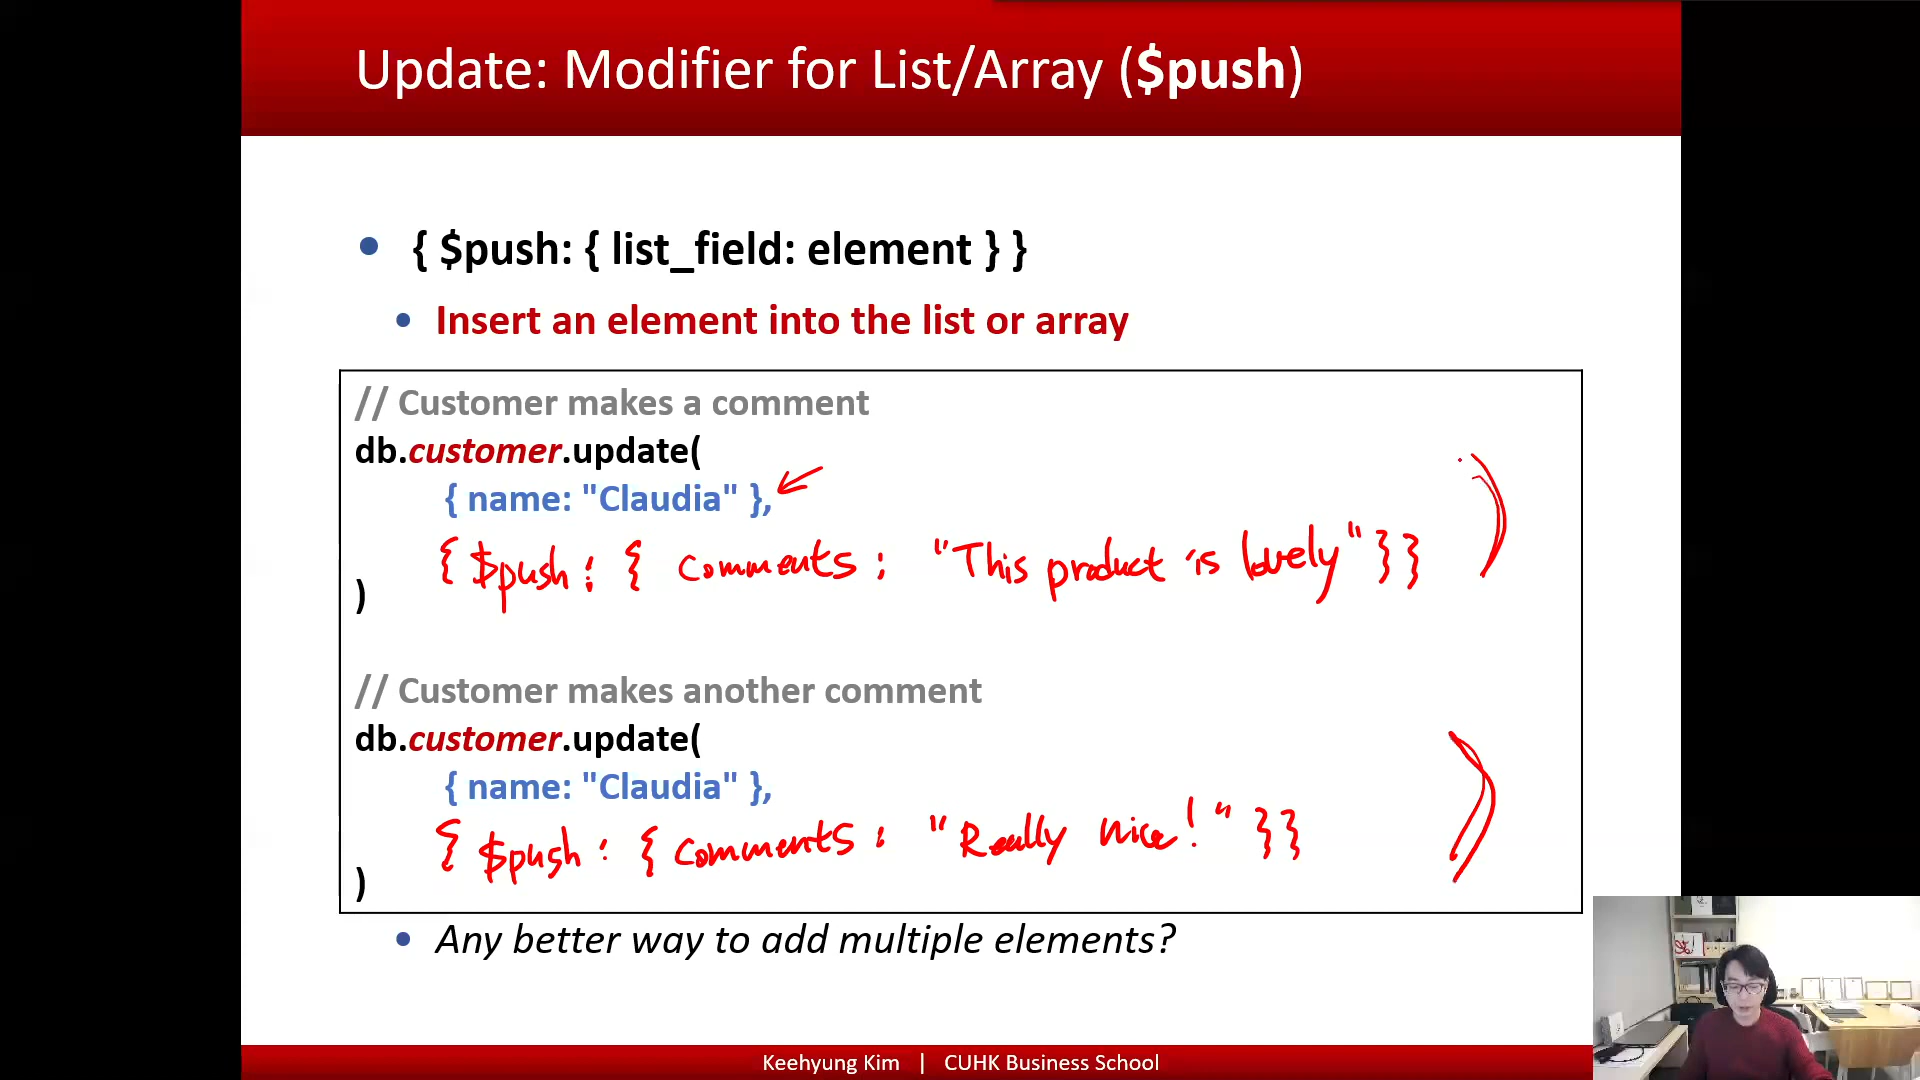 Update: Modifier for List/Array ($push)
• { $push: { list_field: element } }
• Insert an element into the list or array
// Customer makes a comment
db.customer.update(
{ name: "Claudia" },
{ $push : { comments : "This product is lovely" } }
)
// Customer makes another comment
db.customer.update(
{ name: "Claudia" },
{ $push : { comments : "Really nice!" } }
)
• Any better way to add multiple elements?
Keehyung Kim | CUHK Business School